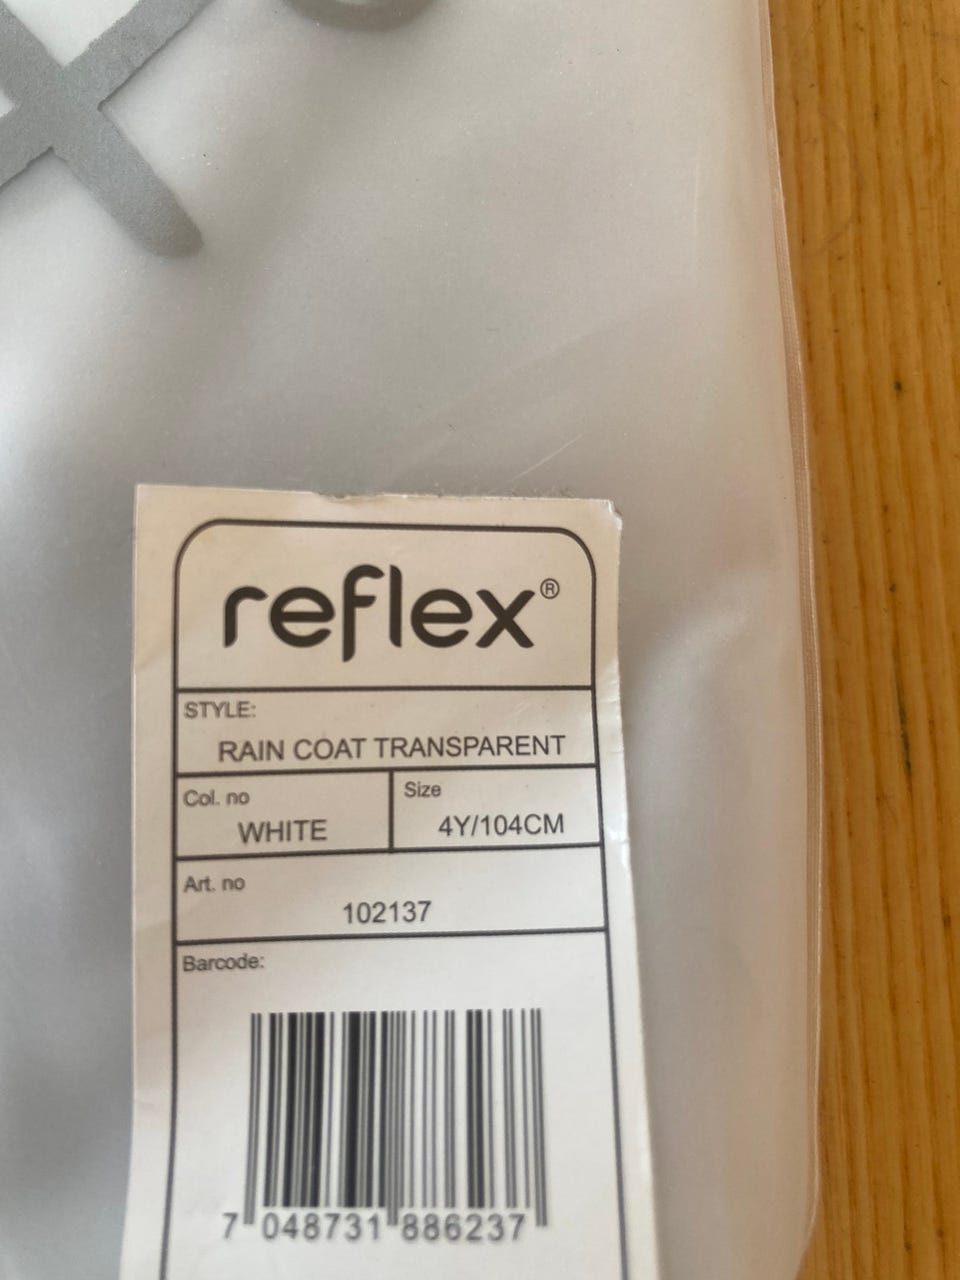 reflex®
STYLE:
RAIN COAT TRANSPARENT
Col. no
WHITE
Size
4Y/104CM
Art. no
102137
Barcode:
7 048731 886237